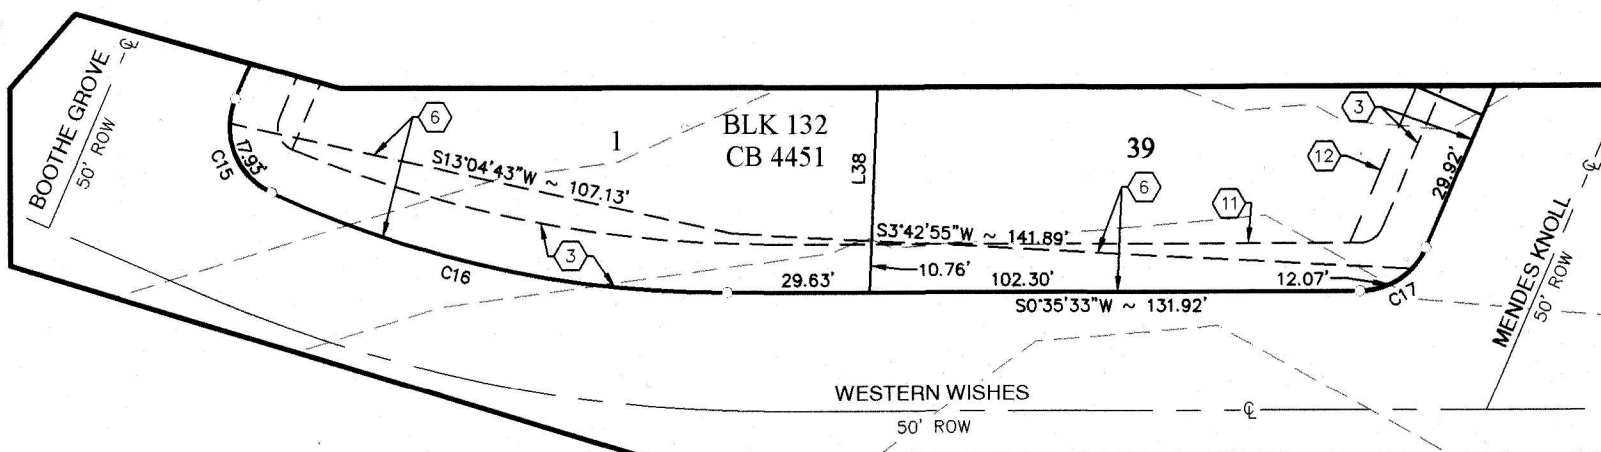 BOOTHE GROVE
50' ROW
℄
C15
17.93'
6
S13°04'43"W ~ 107.13'
1
BLK 132
CB 4451
L38
39
3
12
6
11
29.92'
℄
MENDES KNOLL
50' ROW
S3°42'55"W ~ 141.89'
3
C16
29.63'
10.76'
102.30'
12.07'
C17
S0°35'33"W ~ 131.92'
WESTERN WISHES
50' ROW
℄